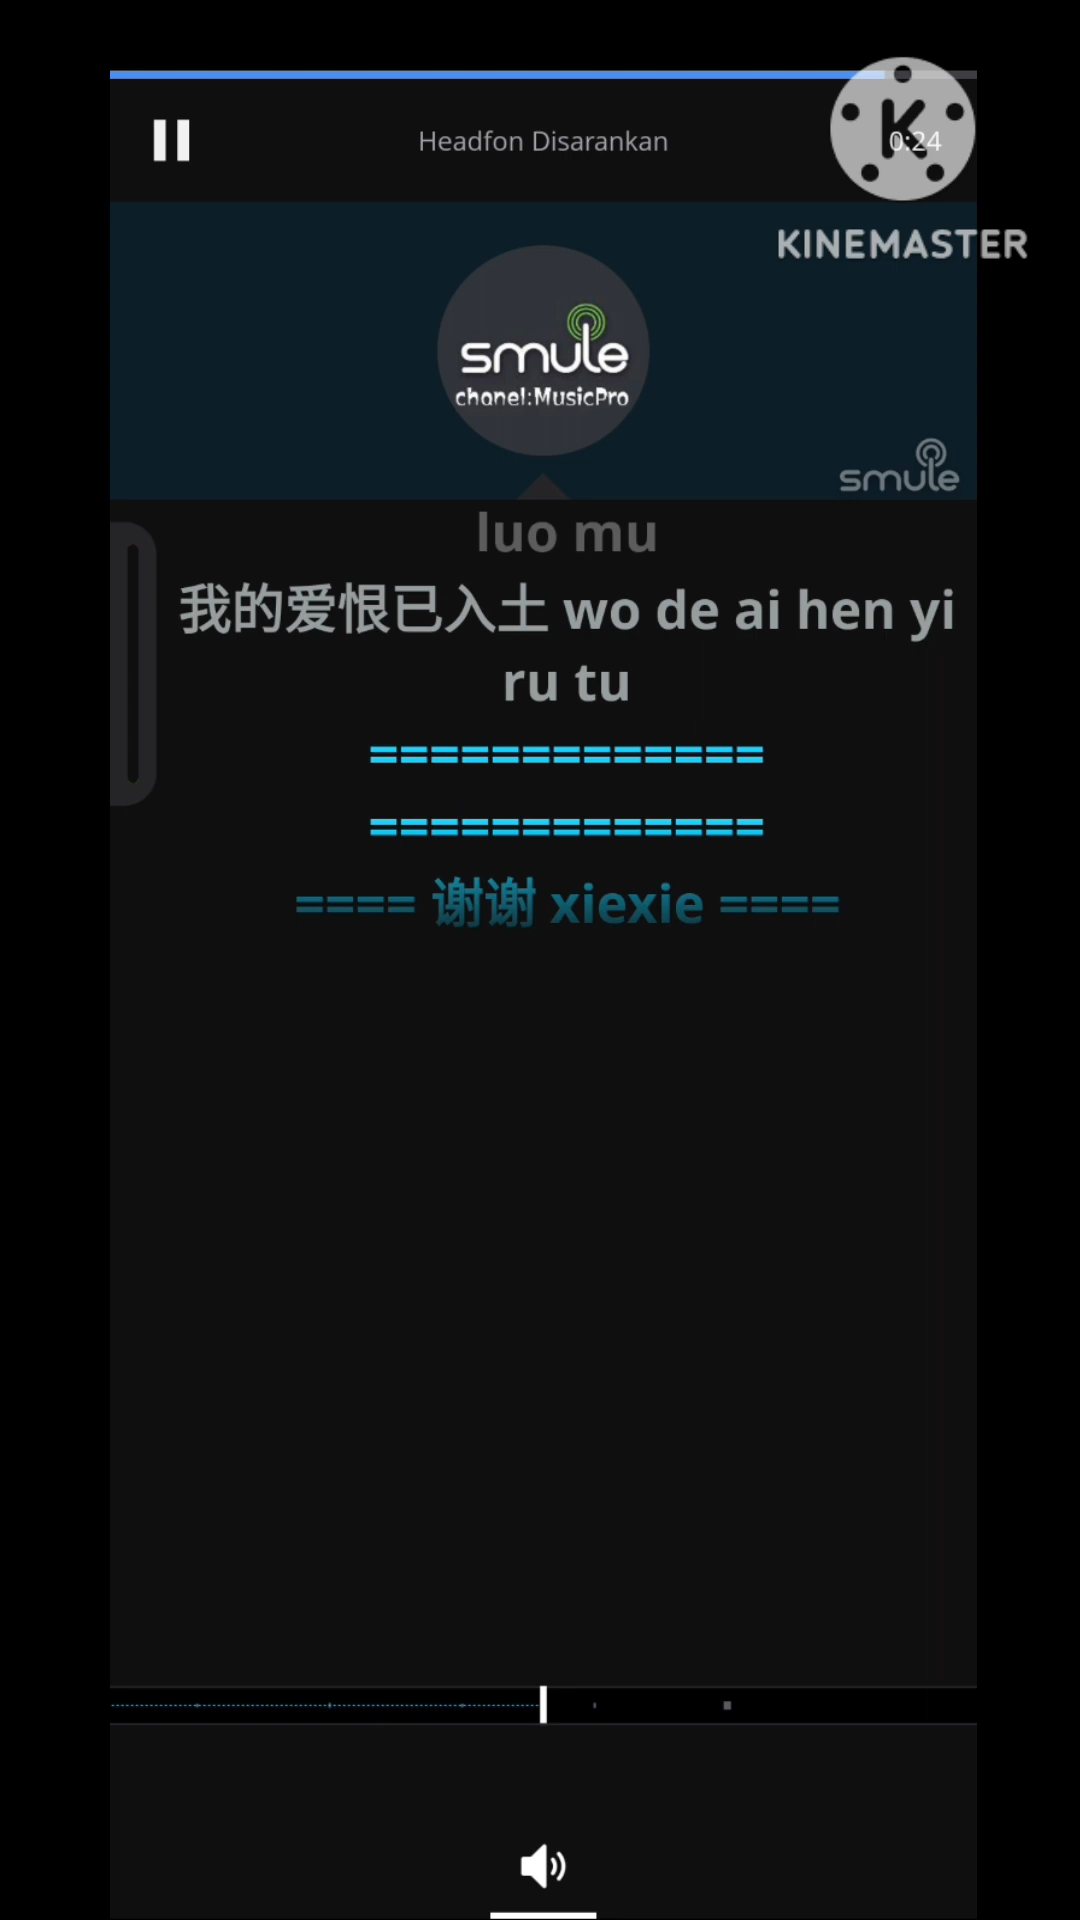 Headfon Disarankan
0:24
K
KINEMASTER
smule
chanel:MusicPro
smule
luo mu
我的爱恨已入土 wo de ai hen yi
ru tu
=============
=============
==== 谢谢 xiexie ====